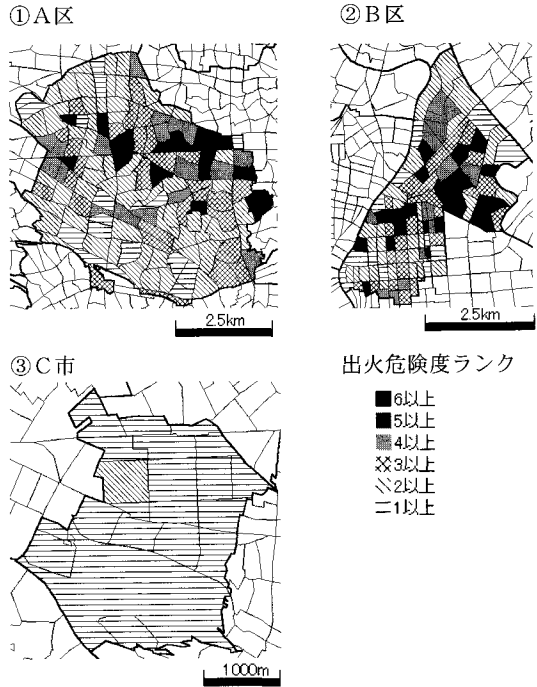 ①A区
②B区
2.5km
2.5km
③C市
出火危険度ランク
6以上
5以上
4以上
3以上
2以上
1以上
1000m